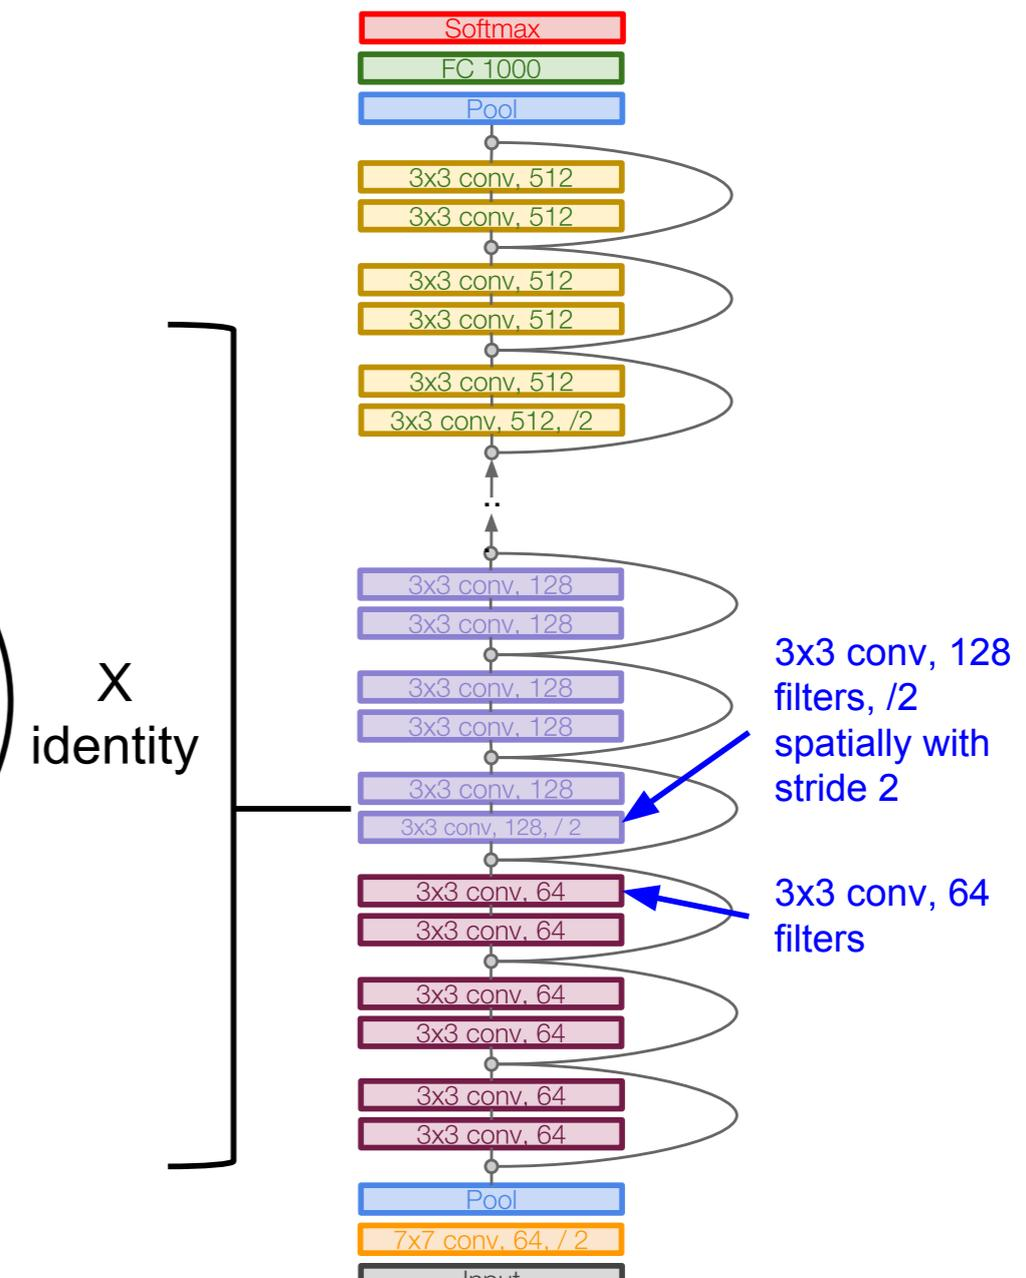 Softmax
FC 1000
Pool
3x3 conv, 512
3x3 conv, 512
3x3 conv, 512
3x3 conv, 512
3x3 conv, 512
3x3 conv, 512, /2
..
3x3 conv, 128
3x3 conv, 128
3x3 conv, 128
3x3 conv, 128
3x3 conv, 128
3x3 conv, 128, / 2
3x3 conv, 64
3x3 conv, 64
3x3 conv, 64
3x3 conv, 64
3x3 conv, 64
3x3 conv, 64
Pool
7x7 conv, 64, / 2
Input
X
identity
3x3 conv, 128
filters, /2
spatially with
stride 2
3x3 conv, 64
filters